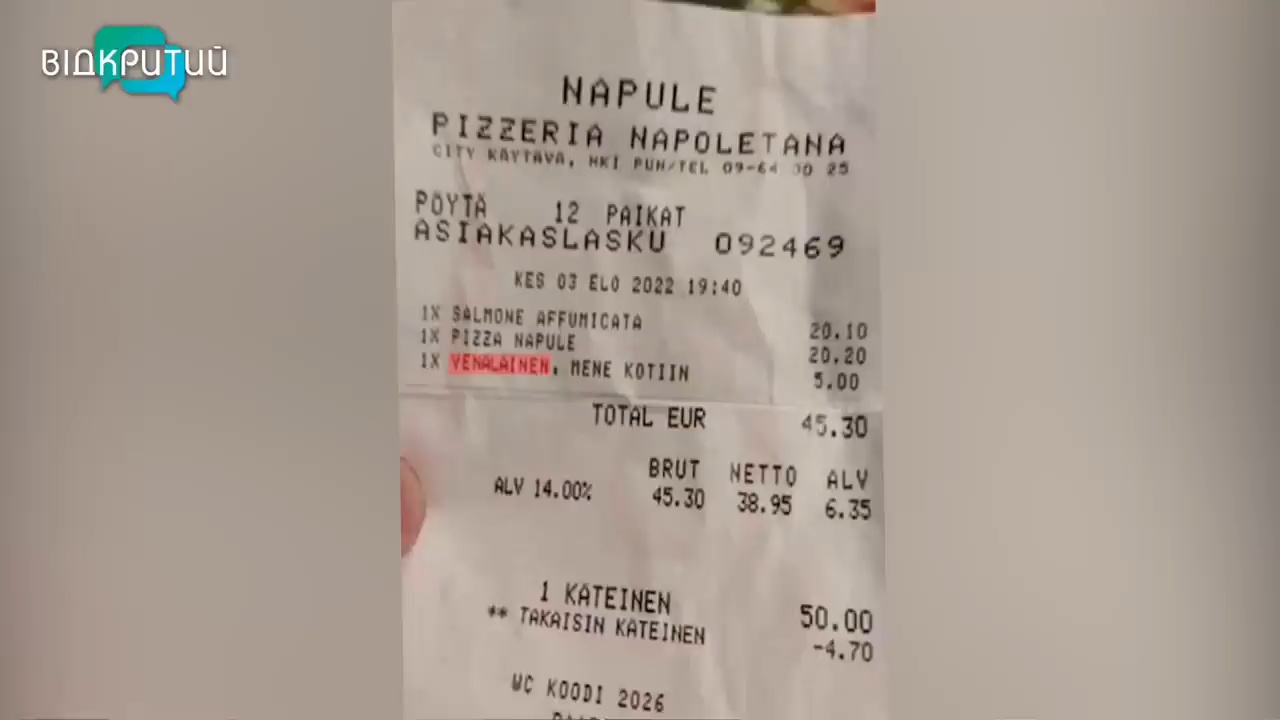 ВІДКРИТИЙ
NAPULE
PIZZERIA NAPOLETANA
CITY KÄYTÄVÄ, HKI PUH/TEL 09-64 00 25
PÖYTÄ 12 PAIKAT
ASIAKASLASKU 092469
KES 03 ELO 2022 19:40
1X SALMONE AFFUMICATA 20.10
1X PIZZA NAPULE 20.20
1X VENALAINEN, MENE KOTIIN 5.00
TOTAL EUR 45.30
BRUT NETTO ALV
ALV 14.00% 45.30 38.95 6.35
1 KATEINEN 50.00
** TAKAISIN KATEINEN -4.70
WC KOODI 2026